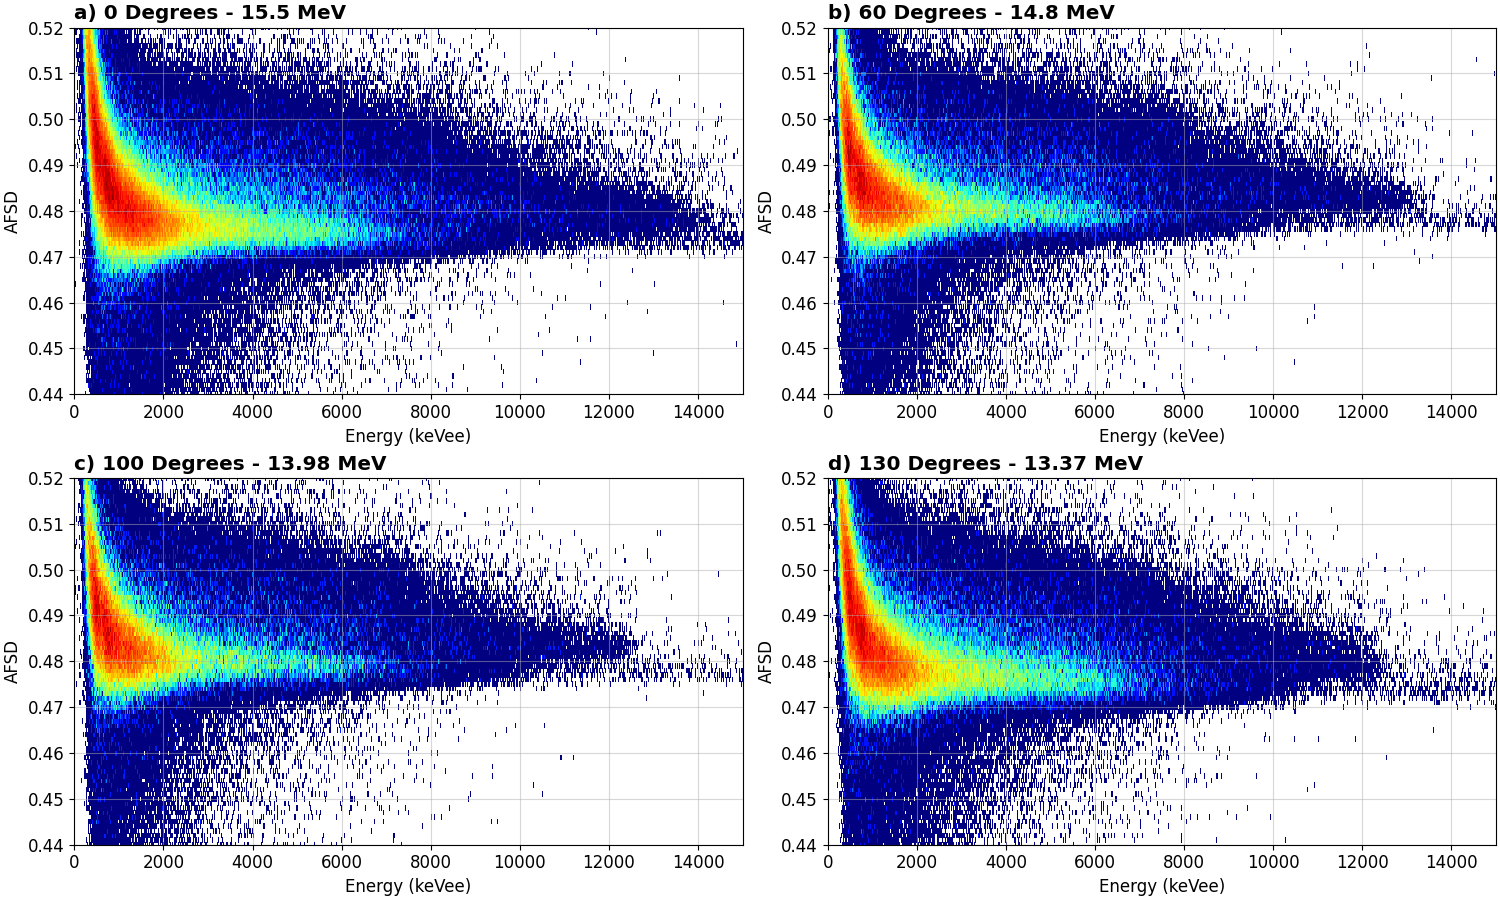 a) 0 Degrees - 15.5 MeV
0.52
0.51
0.50
0.49
0.48
0.47
0.46
0.45
0.44
AFSD
0 2000 4000 6000 8000 10000 12000 14000
Energy (keVee)
b) 60 Degrees - 14.8 MeV
0.52
0.51
0.50
0.49
0.48
0.47
0.46
0.45
0.44
AFSD
0 2000 4000 6000 8000 10000 12000 14000
Energy (keVee)
c) 100 Degrees - 13.98 MeV
0.52
0.51
0.50
0.49
0.48
0.47
0.46
0.45
0.44
AFSD
0 2000 4000 6000 8000 10000 12000 14000
Energy (keVee)
d) 130 Degrees - 13.37 MeV
0.52
0.51
0.50
0.49
0.48
0.47
0.46
0.45
0.44
AFSD
0 2000 4000 6000 8000 10000 12000 14000
Energy (keVee)